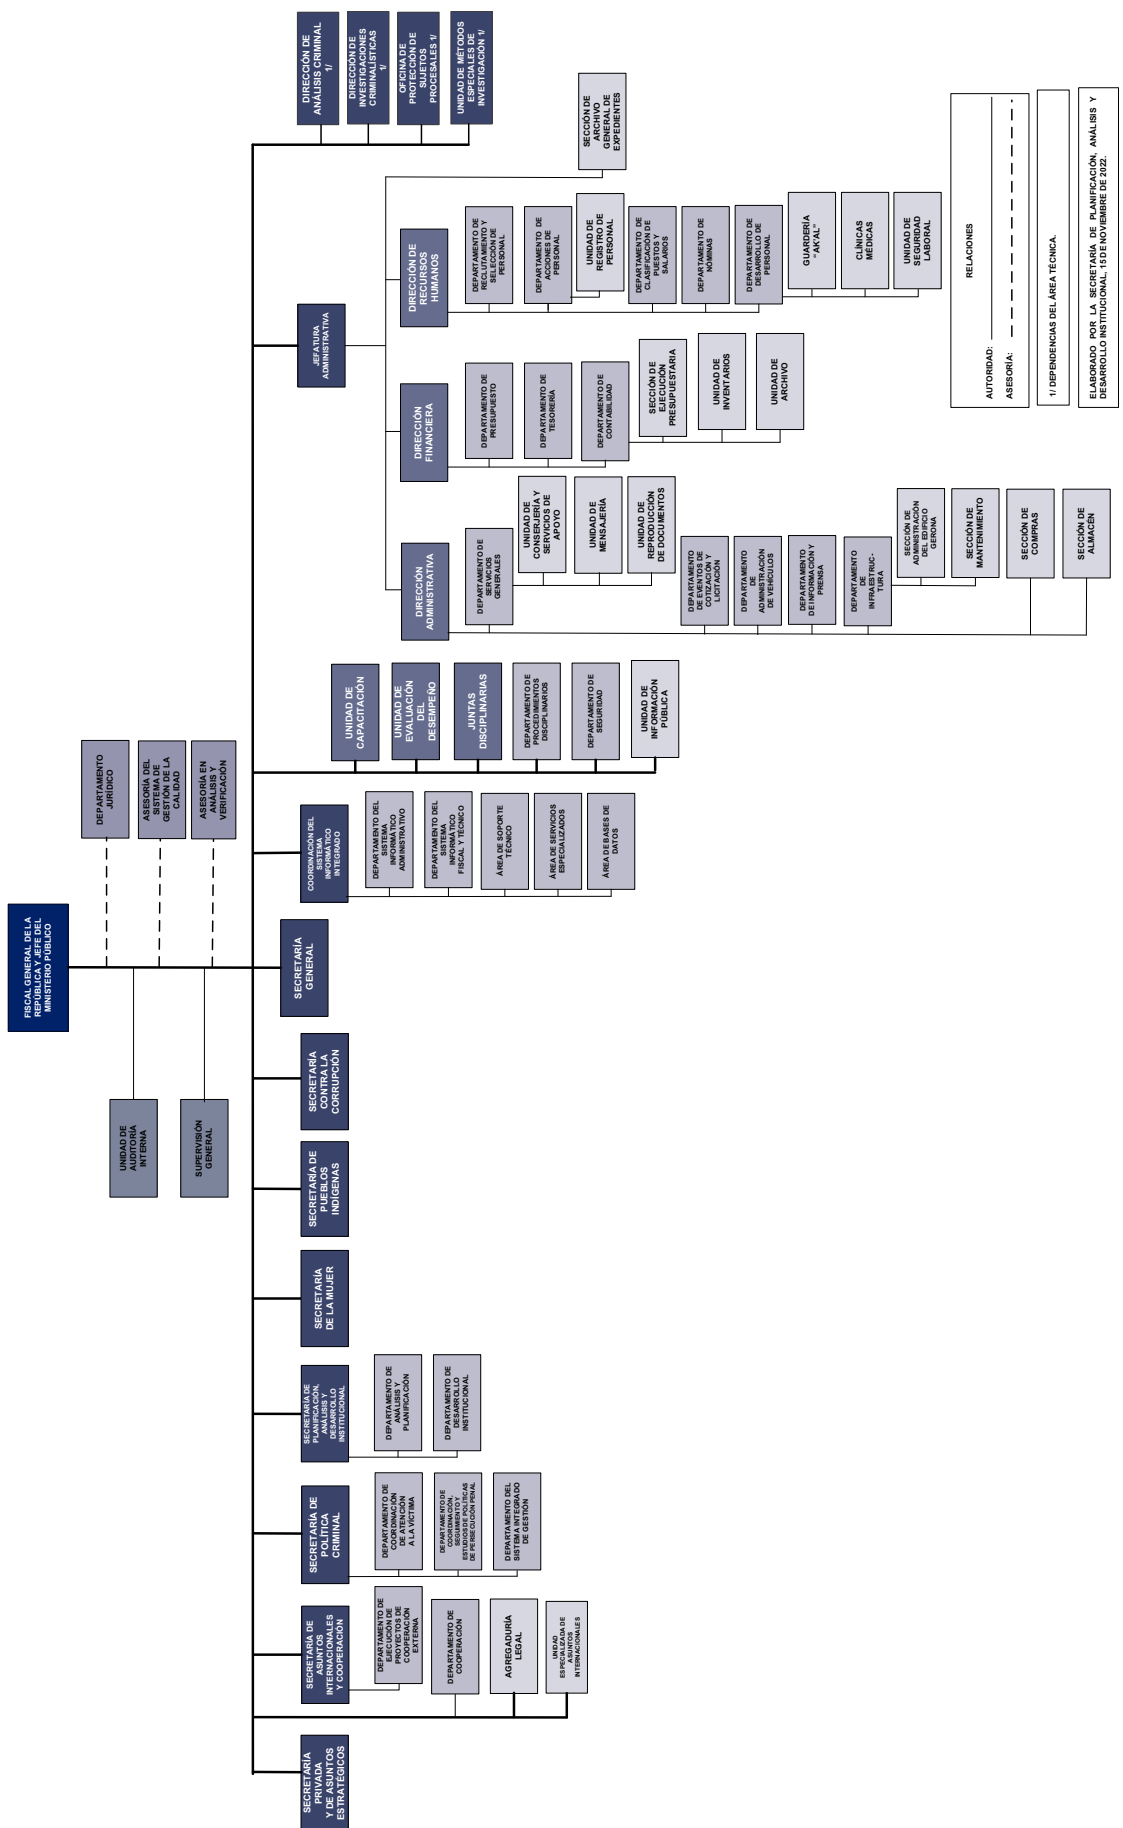 FISCAL GENERAL DE LA
REPÚBLICA Y JEFE DEL
MINISTERIO PÚBLICO
UNIDAD DE
AUDITORÍA
INTERNA
SUPERVISIÓN
GENERAL
DEPARTAMENTO
JURÍDICO
ASESORÍA DEL
SISTEMA DE
GESTIÓN DE LA
CALIDAD
ASESORÍA EN
ANÁLISIS Y
VERIFICACIÓN
SECRETARÍA
PRIVADA
Y DE ASUNTOS
ESTRATÉGICOS
SECRETARÍA DE
ASUNTOS
INTERNACIONALES
Y COOPERACIÓN
DEPARTAMENTO DE
EJECUCIÓN DE
PROYECTOS DE
COOPERACIÓN
EXTERNA
DEPARTAMENTO DE
COOPERACIÓN
AGREGADURÍA
LEGAL
UNIDAD
ESPECIALIZADA DE
ASUNTOS
INTERNACIONALES
SECRETARÍA DE
POLÍTICA
CRIMINAL
DEPARTAMENTO DE
COORDINACIÓN
DE ATENCIÓN
A LA VÍCTIMA
DEPARTAMENTO DE
COORDINACIÓN,
SEGUIMIENTO Y
ESTUDIOS DE POLÍTICAS
DE PERSECUCIÓN PENAL
DEPARTAMENTO DEL
SISTEMA INTEGRADO
DE GESTIÓN
SECRETARÍA DE
PLANIFICACIÓN,
ANÁLISIS Y
DESARROLLO
INSTITUCIONAL
DEPARTAMENTO DE
ANÁLISIS Y
PLANIFICACIÓN
DEPARTAMENTO DE
DESARROLLO
INSTITUCIONAL
SECRETARÍA
DE LA MUJER
SECRETARÍA DE
PUEBLOS
INDÍGENAS
SECRETARÍA
CONTRA LA
CORRUPCIÓN
SECRETARÍA
GENERAL
COORDINACIÓN DEL
SISTEMA
INFORMÁTICO
INTEGRADO
DEPARTAMENTO DEL
SISTEMA
INFORMÁTICO
ADMINISTRATIVO
DEPARTAMENTO DEL
SISTEMA
INFORMÁTICO
FISCAL Y TÉCNICO
ÁREA DE SOPORTE
TÉCNICO
ÁREA DE SERVICIOS
ESPECIALIZADOS
ÁREA DE BASES DE
DATOS
UNIDAD DE
CAPACITACIÓN
UNIDAD DE
EVALUACIÓN
DEL
DESEMPEÑO
JUNTAS
DISCIPLINARIAS
DEPARTAMENTO DE
PROCEDIMIENTOS
DISCIPLINARIOS
DEPARTAMENTO DE
SEGURIDAD
UNIDAD DE
INFORMACIÓN
PÚBLICA
JEFATURA
ADMINISTRATIVA
DIRECCIÓN
ADMINISTRATIVA
DEPARTAMENTO DE
SERVICIOS
GENERALES
UNIDAD DE
CONSERJERÍA Y
SERVICIOS DE
APOYO
UNIDAD DE
MENSAJERÍA
UNIDAD DE
REPRODUCCIÓN
DE DOCUMENTOS
DEPARTAMENTO
DE EVENTOS DE
COTIZACIÓN Y
LICITACIÓN
DEPARTAMENTO
DE
ADMINISTRACIÓN
DE VEHÍCULOS
DEPARTAMENTO
DE INFORMACIÓN Y
PRENSA
DEPARTAMENTO
DE
INFRAESTRUC-
TURA
SECCIÓN DE
ADMINISTRACIÓN
DEL EDIFICIO
GERONA
SECCIÓN DE
MANTENIMIENTO
SECCIÓN DE
COMPRAS
SECCIÓN DE
ALMACÉN
DIRECCIÓN
FINANCIERA
DEPARTAMENTO DE
PRESUPUESTO
DEPARTAMENTO DE
TESORERÍA
DEPARTAMENTO DE
CONTABILIDAD
SECCIÓN DE
EJECUCIÓN
PRESUPUESTARIA
UNIDAD DE
INVENTARIOS
UNIDAD DE
ARCHIVO
DIRECCIÓN DE
RECURSOS
HUMANOS
DEPARTAMENTO DE
RECLUTAMIENTO Y
SELECCIÓN DE
PERSONAL
DEPARTAMENTO DE
ACCIONES DE
PERSONAL
UNIDAD DE
REGISTRO DE
PERSONAL
DEPARTAMENTO DE
CLASIFICACIÓN DE
PUESTOS Y
SALARIOS
DEPARTAMENTO DE
NÓMINAS
DEPARTAMENTO DE
DESARROLLO DE
PERSONAL
GUARDERÍA
"AK'AL"
CLÍNICAS
MÉDICAS
UNIDAD DE
SEGURIDAD
LABORAL
SECCIÓN DE
ARCHIVO
GENERAL DE
EXPEDIENTES
DIRECCIÓN DE
ANÁLISIS CRIMINAL
1/
DIRECCIÓN DE
INVESTIGACIONES
CRIMINALÍSTICAS
1/
OFICINA DE
PROTECCIÓN DE
SUJETOS
PROCESALES 1/
UNIDAD DE MÉTODOS
ESPECIALES DE
INVESTIGACIÓN 1/
RELACIONES
AUTORIDAD:
ASESORÍA:
1/ DEPENDENCIAS DEL ÁREA TÉCNICA.
ELABORADO POR LA SECRETARÍA DE PLANIFICACIÓN, ANÁLISIS Y
DESARROLLO INSTITUCIONAL, 15 DE NOVIEMBRE DE 2022.